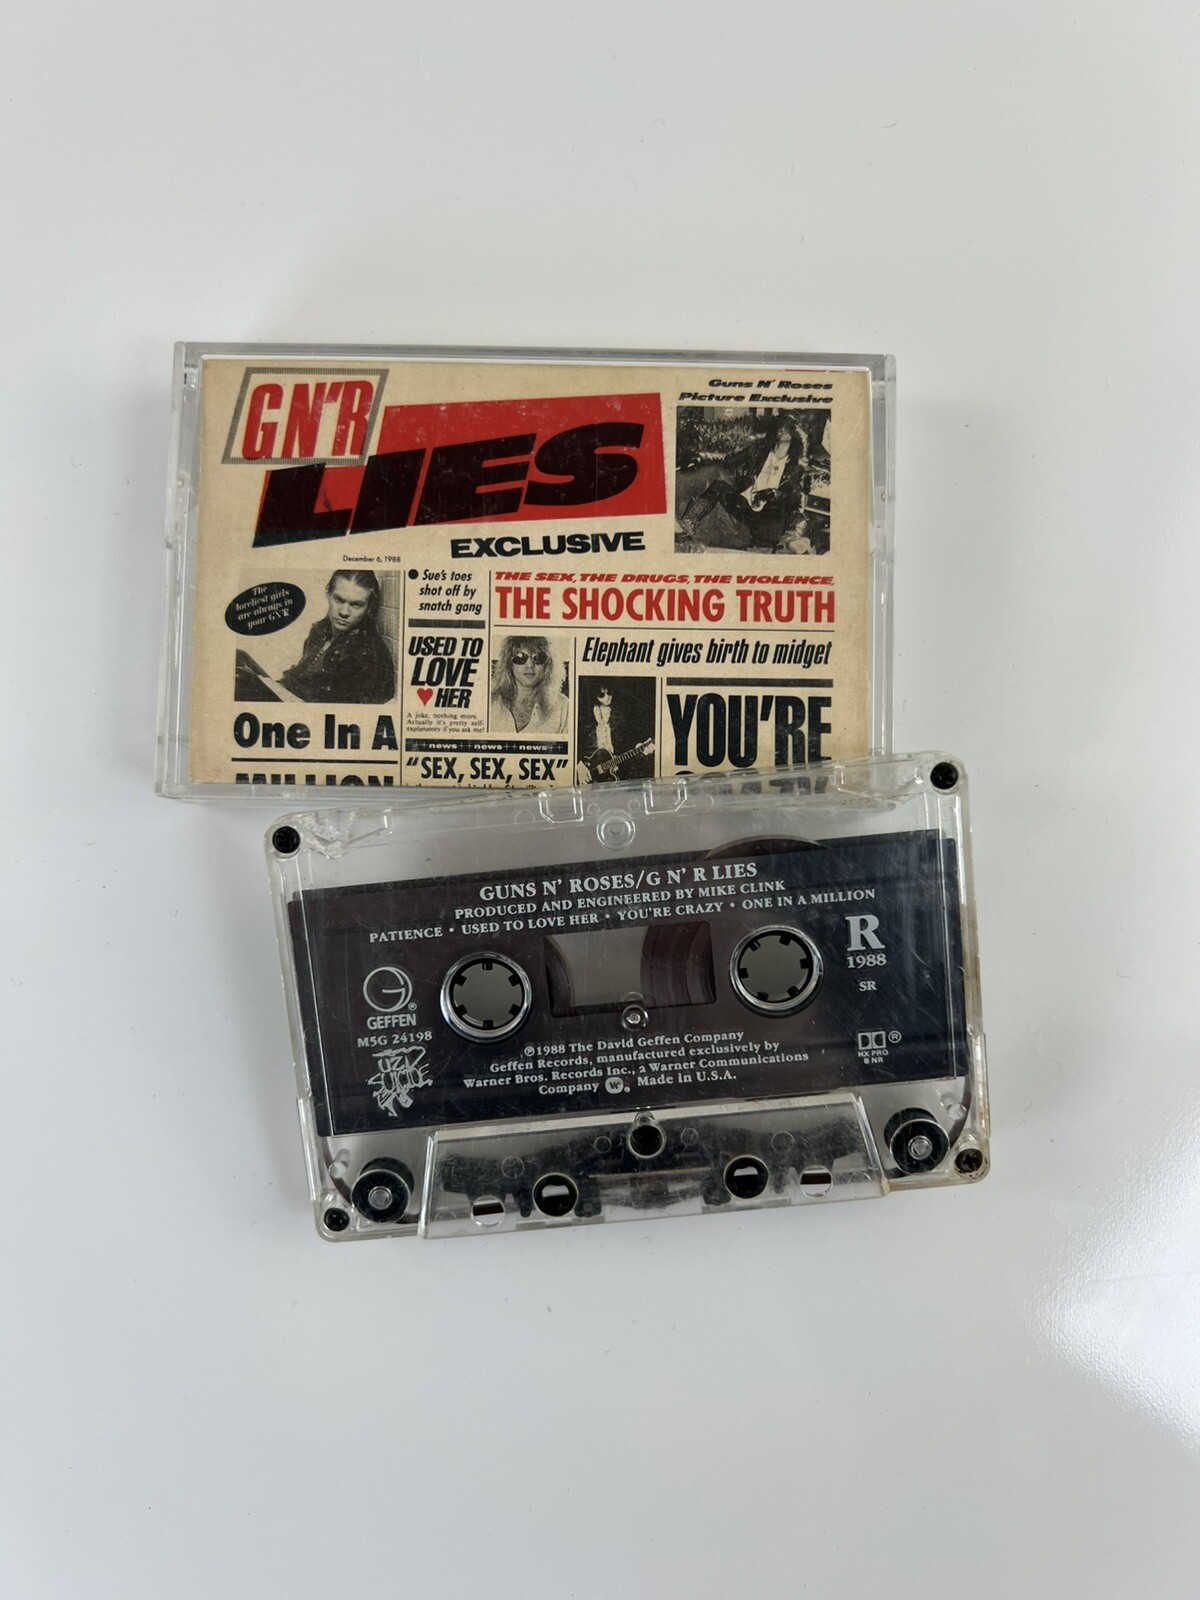 GN'R
LIES
EXCLUSIVE
Guns N' Roses
Picture Exclusive
December 6, 1988
The
loveliest girls
are always in
your GN'R
One In A
MILLION
● Sue's toes
shot off by
snatch gang
USED TO
LOVE
♥ HER
A joke, nothing more.
Actually it's pretty self-
explanatory if you ask me!
news news news
"SEX, SEX, SEX"
THE SEX, THE DRUGS, THE VIOLENCE,
THE SHOCKING TRUTH
Elephant gives birth to midget
YOU'RE
CRAZY
GUNS N' ROSES/G N' R LIES
PRODUCED AND ENGINEERED BY MIKE CLINK
PATIENCE • USED TO LOVE HER • YOU'RE CRAZY • ONE IN A MILLION
R
1988
SR
GEFFEN®
M5G 24198
UZI
SUICIDE
℗1988 The David Geffen Company
Geffen Records, manufactured exclusively by
Warner Bros. Records Inc., a Warner Communications
Company W®. Made in U.S.A.
®
HX PRO
B NR